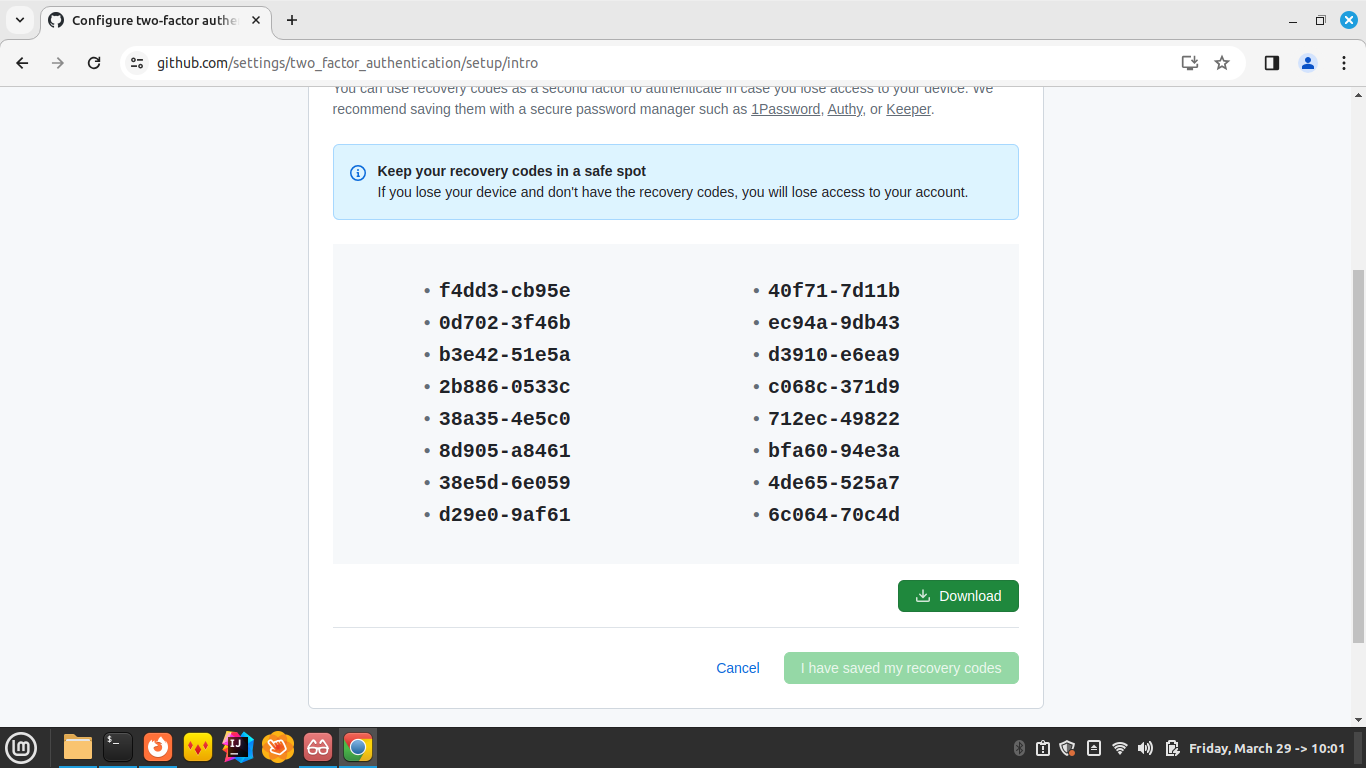 Configure two-factor authe
github.com/settings/two_factor_authentication/setup/intro
You can use recovery codes as a second factor to authenticate in case you lose access to your device. We
recommend saving them with a secure password manager such as 1Password, Authy, or Keeper.
Keep your recovery codes in a safe spot
If you lose your device and don't have the recovery codes, you will lose access to your account.
• f4dd3-cb95e
• 0d702-3f46b
• b3e42-51e5a
• 2b886-0533c
• 38a35-4e5c0
• 8d905-a8461
• 38e5d-6e059
• d29e0-9af61
• 40f71-7d11b
• ec94a-9db43
• d3910-e6ea9
• c068c-371d9
• 712ec-49822
• bfa60-94e3a
• 4de65-525a7
• 6c064-70c4d
Download
Cancel
I have saved my recovery codes
$_
IJ
Friday, March 29 -> 10:01